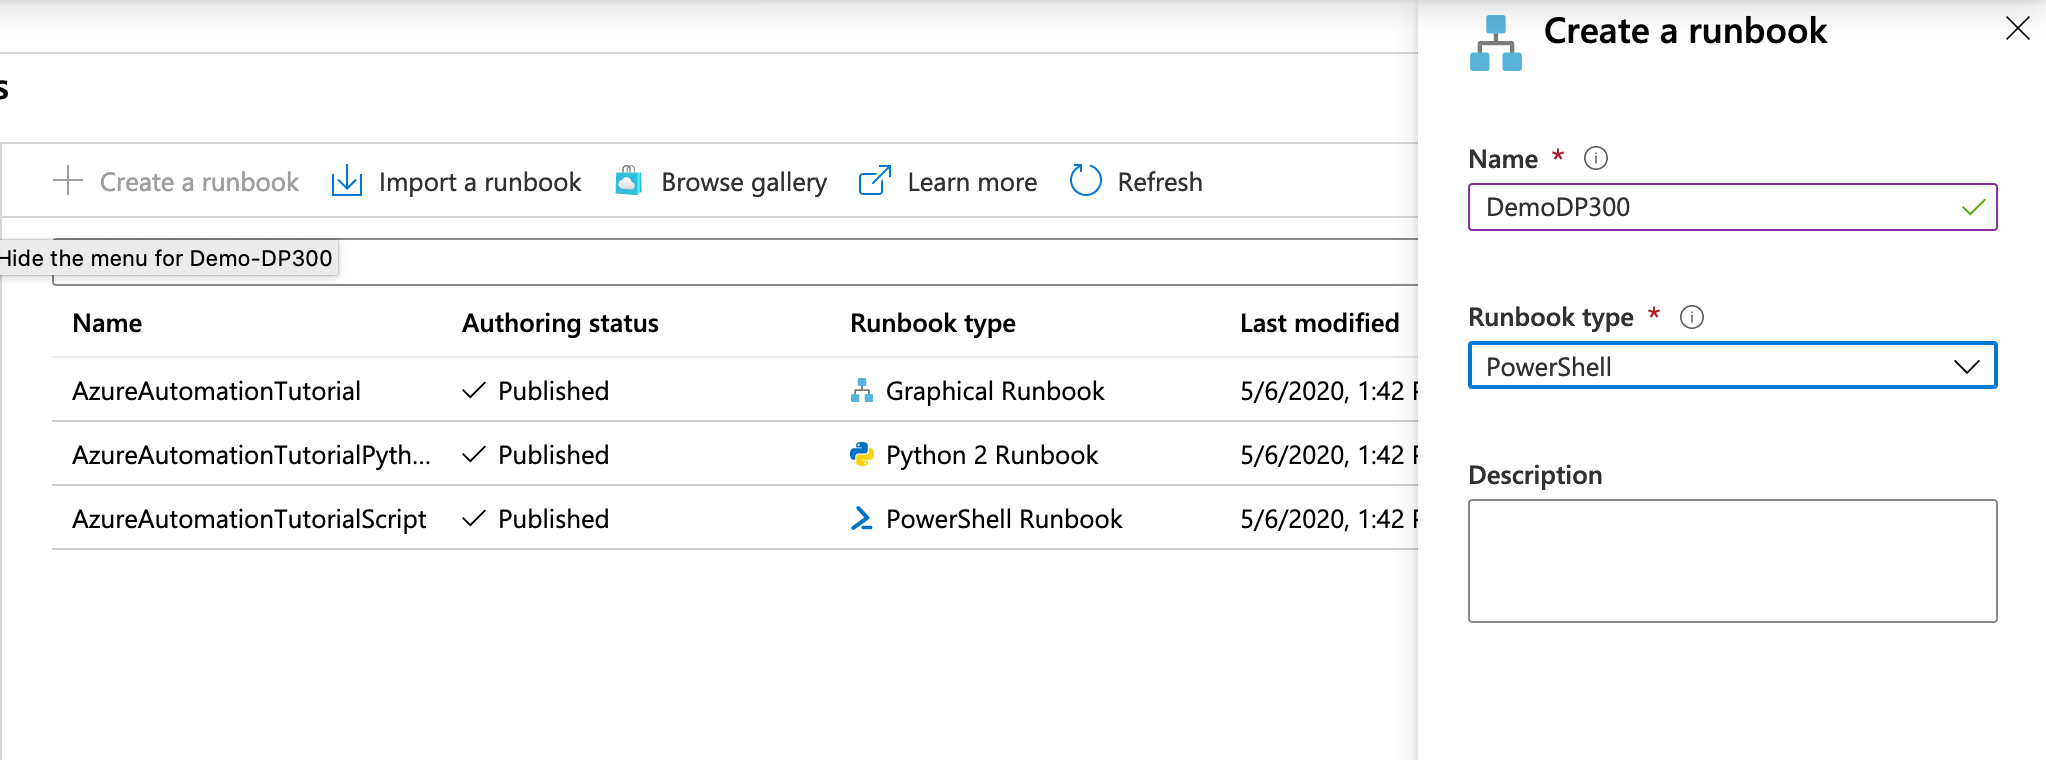 Create a runbook
s
Create a runbook Import a runbook Browse gallery Learn more Refresh
Hide the menu for Demo-DP300
Name Authoring status Runbook type Last modified
AzureAutomationTutorial Published Graphical Runbook 5/6/2020, 1:42 P
AzureAutomationTutorialPyth... Published Python 2 Runbook 5/6/2020, 1:42 P
AzureAutomationTutorialScript Published PowerShell Runbook 5/6/2020, 1:42 P
Name *
DemoDP300
Runbook type *
PowerShell
Description